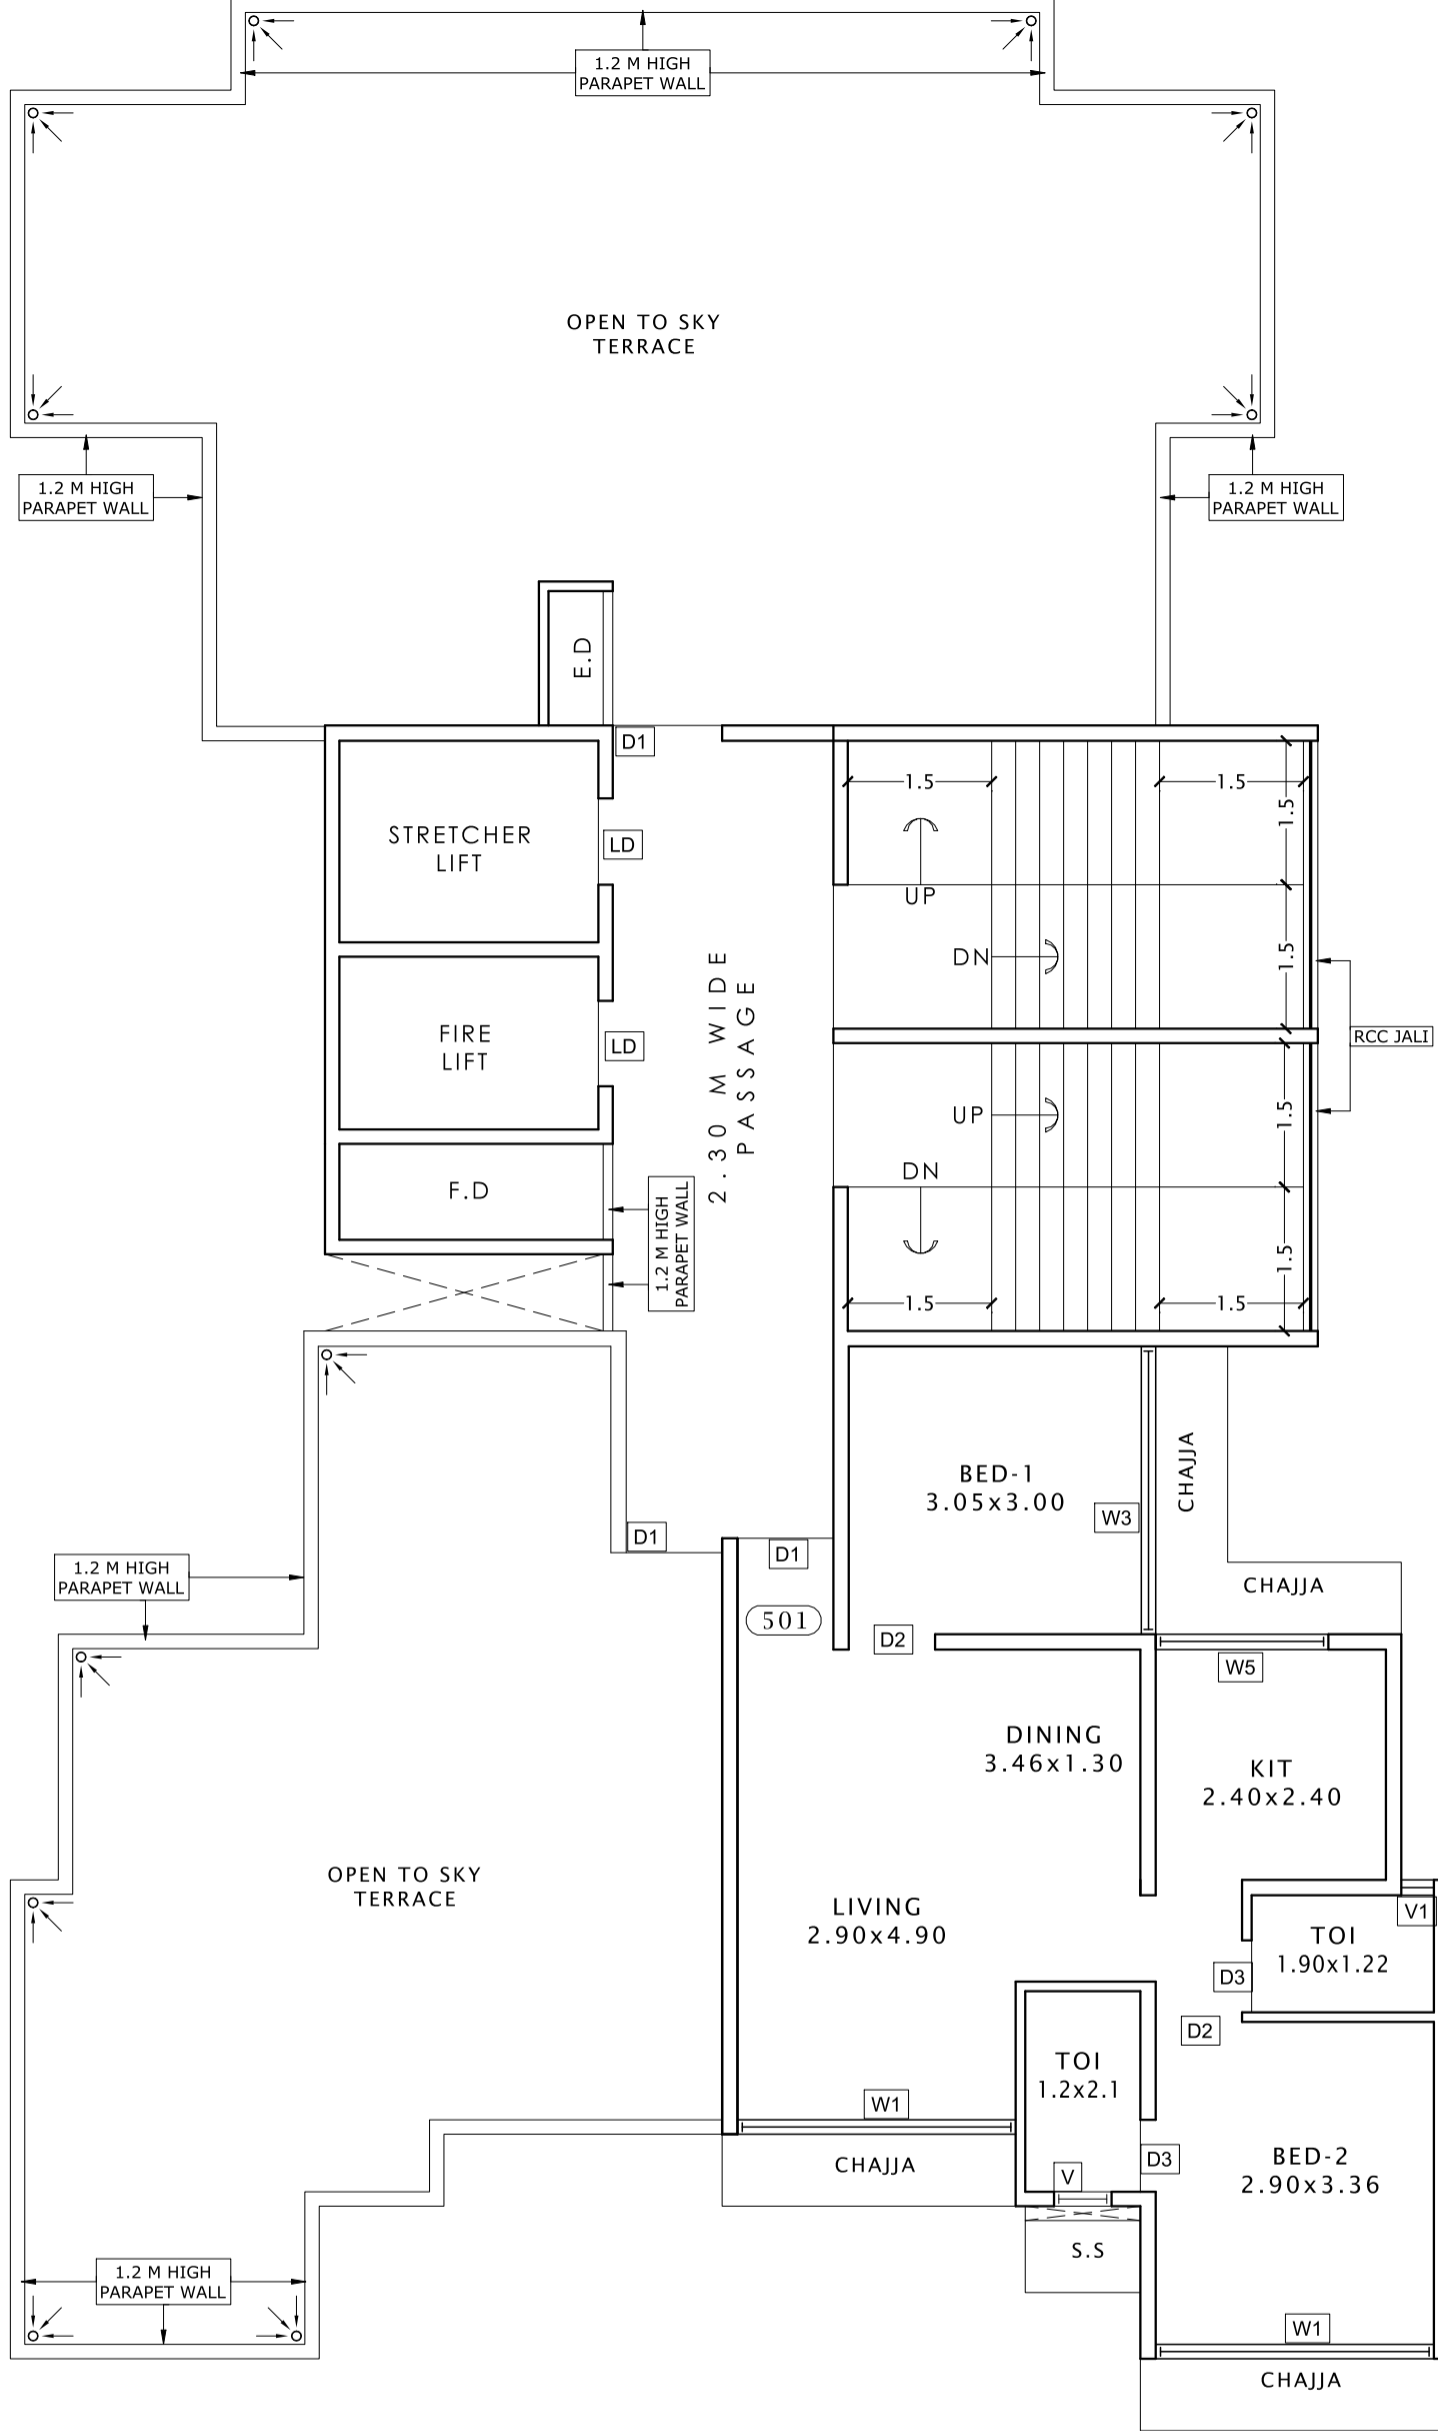 1.2 M HIGH
PARAPET WALL
OPEN TO SKY
TERRACE
1.2 M HIGH
PARAPET WALL
1.2 M HIGH
PARAPET WALL
E.D
D1
1.5
1.5
1.5
STRETCHER
LIFT
LD
UP
DN
1.5
2.30 M WIDE
PASSAGE
FIRE
LIFT
LD
RCC JALI
UP
1.5
DN
F.D
1.2 M HIGH
PARAPET WALL
1.5
1.5
1.5
BED-1
3.05x3.00
W3
CHAJJA
D1
D1
1.2 M HIGH
PARAPET WALL
CHAJJA
501
D2
W5
DINING
3.46x1.30
KIT
2.40x2.40
OPEN TO SKY
TERRACE
LIVING
2.90x4.90
V1
TOI
1.90x1.22
D3
D2
TOI
1.2x2.1
W1
CHAJJA
D3
V
BED-2
2.90x3.36
S.S
1.2 M HIGH
PARAPET WALL
W1
CHAJJA